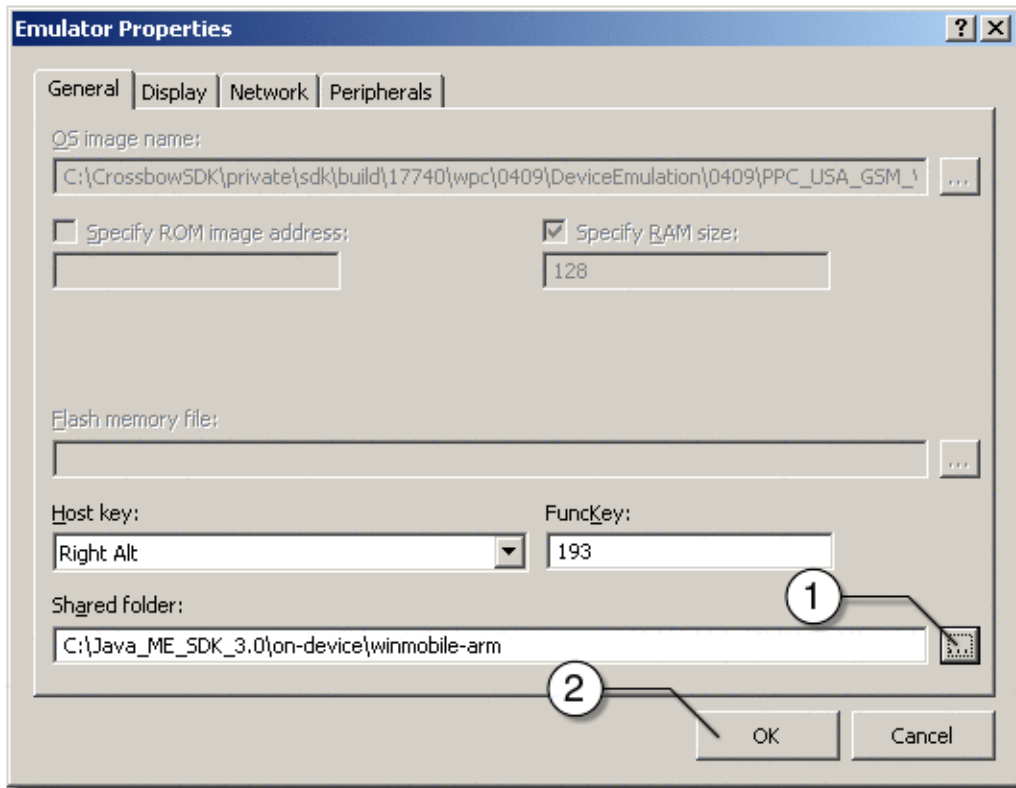 Emulator Properties
General Display Network Peripherals
OS image name:
C:\CrossbowSDK\private\sdk\build\17740\wpc\0409\DeviceEmulation\0409\PPC_USA_GSM_ ...
Specify ROM image address: Specify RAM size:
128
Flash memory file:
...
Host key: FuncKey:
Right Alt 193
Shared folder: 1
C:\Java_ME_SDK_3.0\on-device\winmobile-arm ...
2
OK Cancel